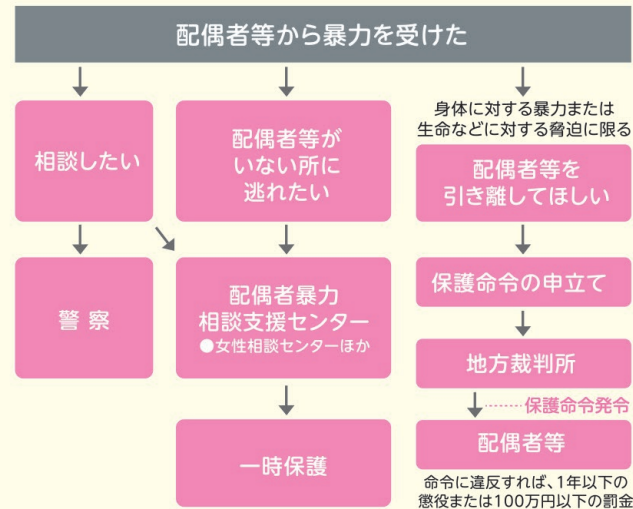 配偶者等から暴力を受けた
相談したい
配偶者等が
いない所に
逃れたい
身体に対する暴力または
生命などに対する脅迫に限る
配偶者等を
引き離してほしい
警察
配偶者暴力
相談支援センター
●女性相談センターほか
一時保護
保護命令の申立て
地方裁判所
保護命令発令
配偶者等
命令に違反すれば、1年以下の
懲役または100万円以下の罰金